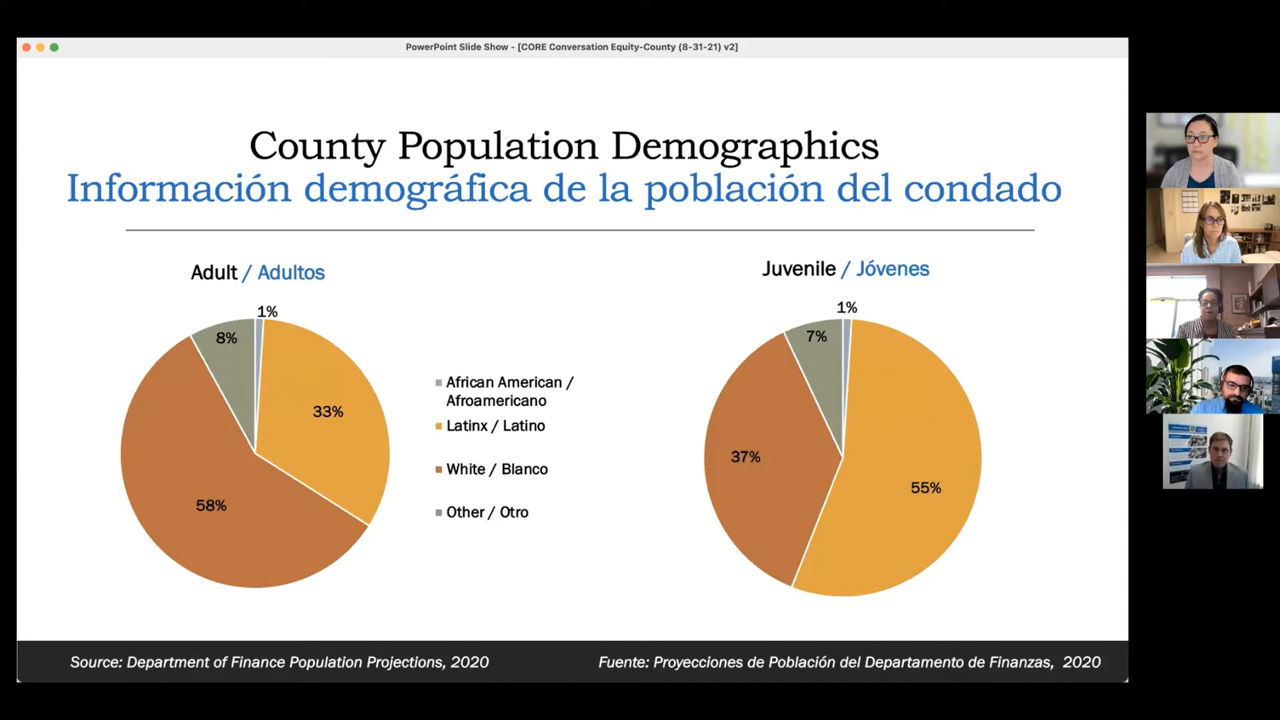 PowerPoint Slide Show - [CORE Conversation Equity-County (8-31-21) v2]
County Population Demographics
Información demográfica de la población del condado
Adult / Adultos
1%
8%
33%
58%
African American /
Afroamericano
Latinx / Latino
White / Blanco
Other / Otro
Juvenile / Jóvenes
1%
7%
37%
55%
Source: Department of Finance Population Projections, 2020
Fuente: Proyecciones de Población del Departamento de Finanzas, 2020